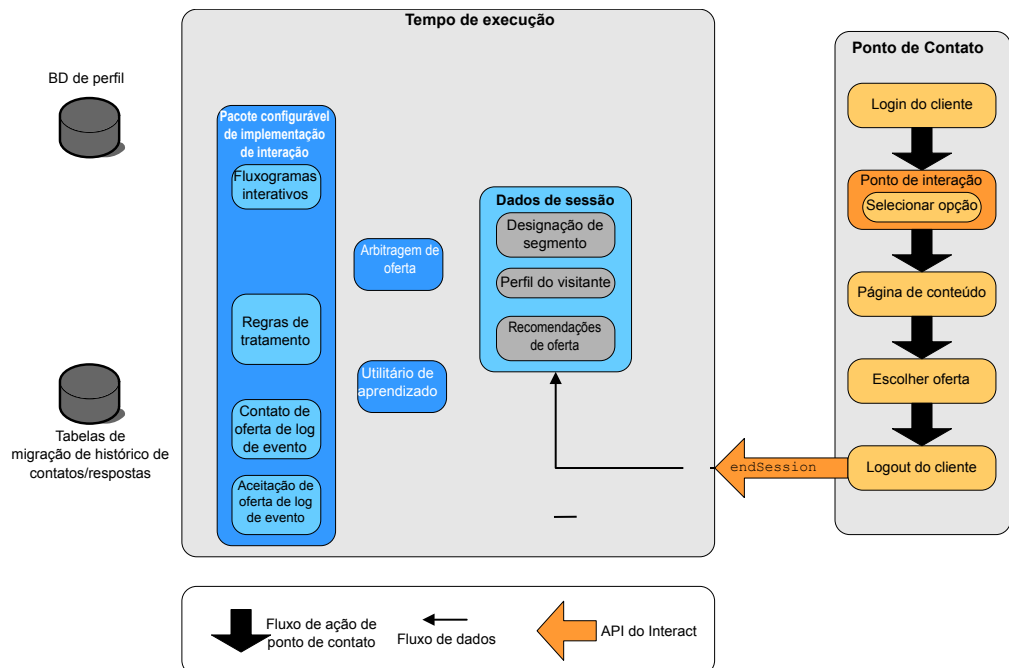 Tempo de execução
Ponto de Contato
BD de perfil
Pacote configurável
de implementação
de interação
Fluxogramas
interativos
Regras de
tratamento
Contato de
oferta de log
de evento
Aceitação de
oferta de log
de evento
Arbitragem de
oferta
Utilitário de
aprendizado
Dados de sessão
Designação de
segmento
Perfil do visitante
Recomendações
de oferta
Login do cliente
Ponto de interação
Selecionar opção
Página de conteúdo
Escolher oferta
Logout do cliente
endSession
Tabelas de
migração de histórico de
contatos/respostas
Fluxo de ação de
ponto de contato
Fluxo de dados
API do Interact